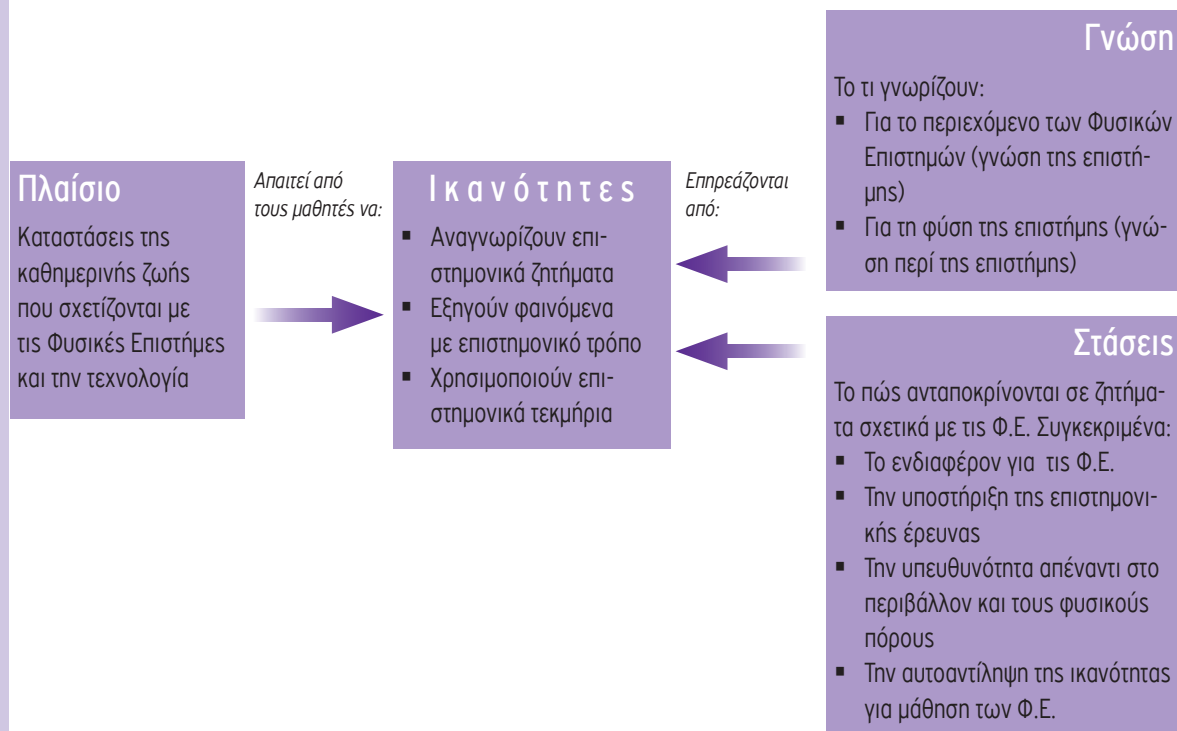 Πλαίσιο
Καταστάσεις της
καθημερινής ζωής
που σχετίζονται με
τις Φυσικές Επιστήμες
και την τεχνολογία
Απαιτεί από
τους μαθητές να:
Ικανότητες
▪ Αναγνωρίζουν επι-
στημονικά ζητήματα
▪ Εξηγούν φαινόμενα
με επιστημονικό τρόπο
▪ Χρησιμοποιούν επι-
στημονικά τεκμήρια
Επηρεάζονται
από:
Γνώση
Το τι γνωρίζουν:
▪ Για το περιεχόμενο των Φυσικών
Επιστημών (γνώση της επιστή-
μης)
▪ Για τη φύση της επιστήμης (γνώ-
ση περί της επιστήμης)
Στάσεις
Το πώς ανταποκρίνονται σε ζητήμα-
τα σχετικά με τις Φ.Ε. Συγκεκριμένα:
▪ Το ενδιαφέρον για τις Φ.Ε.
▪ Την υποστήριξη της επιστημονι-
κής έρευνας
▪ Την υπευθυνότητα απέναντι στο
περιβάλλον και τους φυσικούς
πόρους
▪ Την αυτοαντίληψη της ικανότητας
για μάθηση των Φ.Ε.